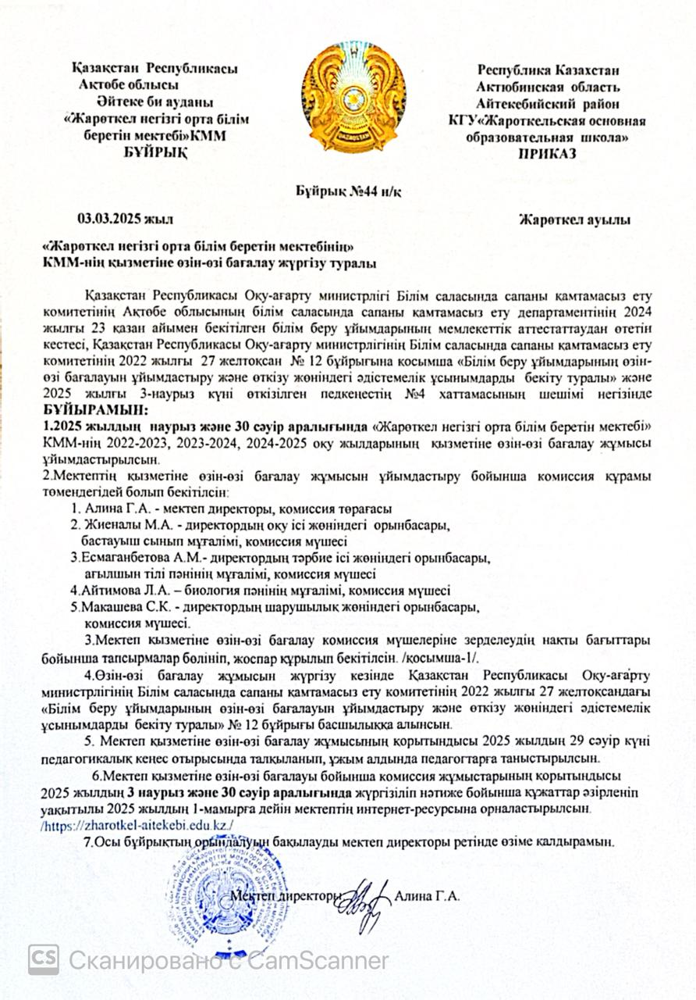 Қазақстан Республикасы
Ақтөбе облысы
Әйтеке би ауданы
«Жарөткел негізгі орта білім
беретін мектебі»КММ
БҰЙРЫҚ
QAZAQSTAN
Республика Казахстан
Актюбинская область
Айтекебийский район
КГУ«Жароткельская основная
образовательная школа»
ПРИКАЗ
Бұйрық №44 н/қ
03.03.2025 жыл
Жарөткел ауылы
«Жарөткел негізгі орта білім беретін мектебінің»
КММ-нің қызметіне өзін-өзі бағалау жүргізу туралы
Қазақстан Республикасы Оқу-ағарту министрлігі Білім саласында сапаны қамтамасыз ету
комитетінің Ақтөбе облысының білім саласында сапаны қамтамасыз ету департаментінің 2024
жылғы 23 қазан айымен бекітілген білім беру ұйымдарының мемлекеттік аттестаттаудан өтетін
кестесі, Қазақстан Республикасы Оқу-ағарту министрлігінің Білім саласында сапаны қамтамасыз ету
комитетінің 2022 жылғы 27 желтоқсан № 12 бұйрығына қосымша «Білім беру ұйымдарының өзін-
өзі бағалауын ұйымдастыру және өткізу жөніндегі әдістемелік ұсынымдарды бекіту туралы» және
2025 жылғы 3-наурыз күні өткізілген педкеңестің №4 хаттамасының шешімі негізінде
БҰЙЫРАМЫН:
1.2025 жылдың наурыз және 30 сәуір аралығында «Жарөткел негізгі орта білім беретін мектебі»
КММ-нің 2022-2023, 2023-2024, 2024-2025 оқу жылдарының қызметіне өзін-өзі бағалау жұмысы
ұйымдастырылсын.
2.Мектептің қызметіне өзін-өзі бағалау жұмысын ұйымдастыру бойынша комиссия құрамы
төмендегідей болып бекітілсін:
1. Алина Г.А. - мектеп директоры, комиссия төрағасы
2. Жиеналы М.А. - директордың оқу ісі жөніндегі орынбасары,
бастауыш сынып мұғалімі, комиссия мүшесі
3.Есмаганбетова А.М.- директордың тәрбие ісі жөніндегі орынбасары,
ағылшын тілі пәнінің мұғалімі, комиссия мүшесі
4.Айтимова Л.А. – биология пәнінің мұғалімі, комиссия мүшесі
5.Макашева С.К. - директордың шарушылық жөніндегі орынбасары,
комиссия мүшесі.
3.Мектеп қызметіне өзін-өзі бағалау комиссия мүшелеріне зерделеудің нақты бағыттары
бойынша тапсырмалар бөлініп, жоспар құрылып бекітілсін. /қосымша-1/.
4.Өзін-өзі бағалау жұмысын жүргізу кезінде Қазақстан Республикасы Оқу-ағарту
министрлігінің Білім саласында сапаны қамтамасыз ету комитетінің 2022 жылғы 27 желтоқсандағы
«Білім беру ұйымдарының өзін-өзі бағалауын ұйымдастыру және өткізу жөніндегі әдістемелік
ұсынымдарды бекіту туралы» № 12 бұйрығы басшылыққа алынсын.
5. Мектеп қызметіне өзін-өзі бағалау жұмысының қорытындысы 2025 жылдың 29 сәуір күні
педагогикалық кеңес отырысында талқыланып, ұжым алдында педагогтарға таныстырылсын.
6.Мектеп қызметіне өзін-өзі бағалауы бойынша комиссия жұмыстарының қорытындысы
2025 жылдың 3 наурыз және 30 сәуір аралығында жүргізіліп нәтиже бойынша құжаттар әзірленіп
уақытылы 2025 жылдың 1-мамырға дейін мектептің интернет-ресурсына орналастырылсын.
/https://zharotkel-aitekebi.edu.kz./
7.Осы бұйрықтың орындалуын бақылауды мектеп директоры ретінде өзіме қалдырамын.
Мектеп директоры Алина Г.А.
CS Сканировано с CamScanner